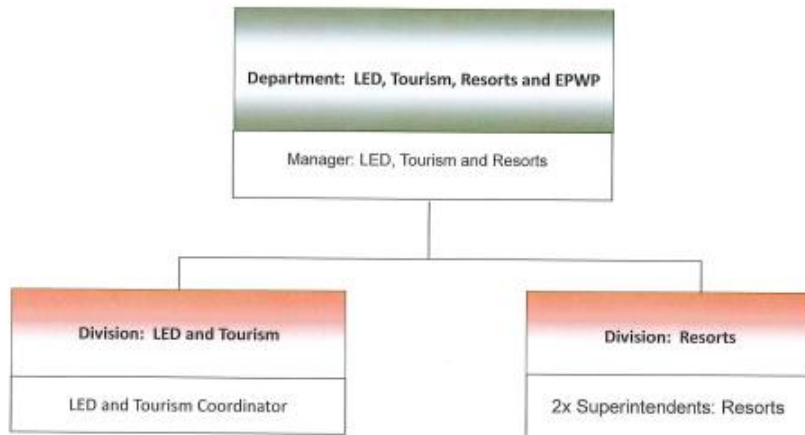 Department: LED, Tourism, Resorts and EPWP
Manager: LED, Tourism and Resorts
Division: LED and Tourism
LED and Tourism Coordinator
Division: Resorts
2x Superintendents: Resorts